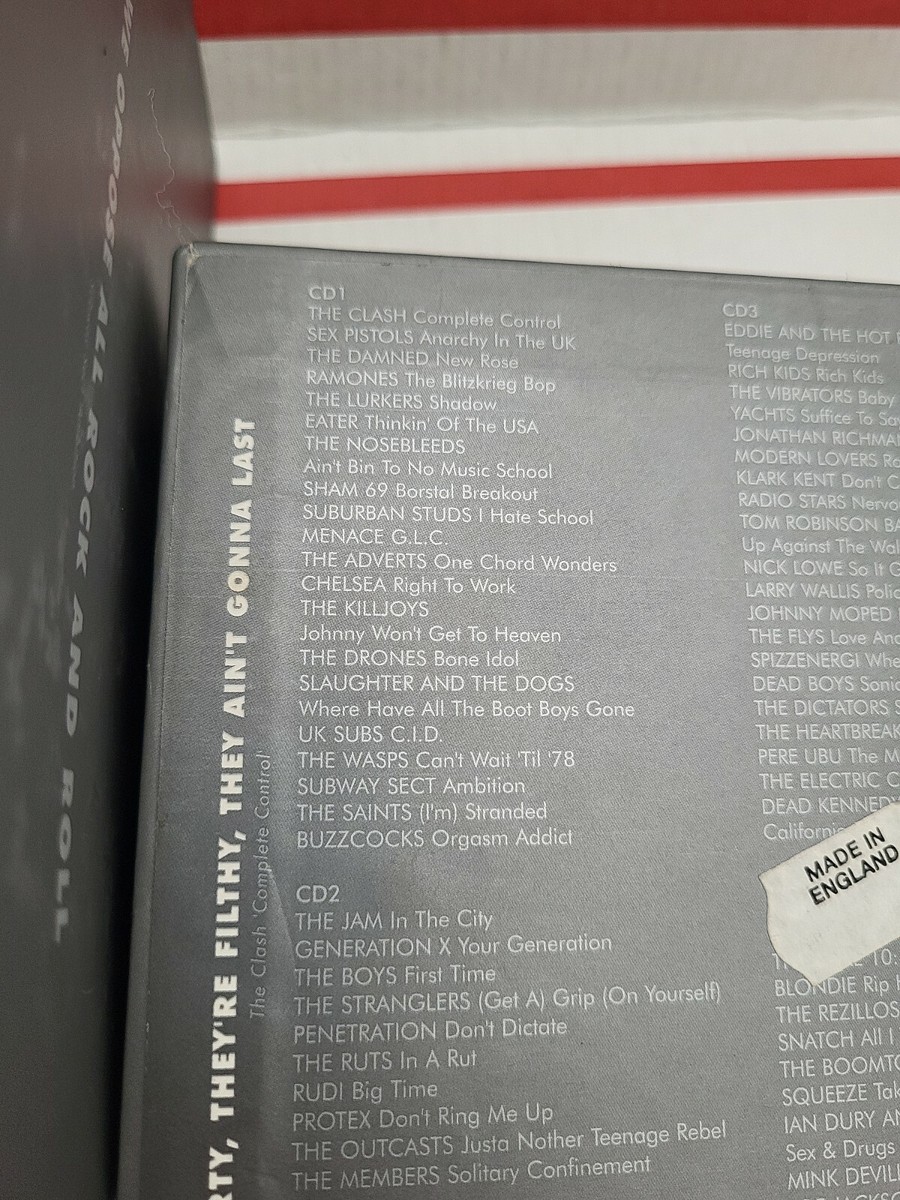 OPPOSE ALL ROCK AND ROLL
THEY'RE FILTHY, THEY AIN'T GONNA LAST
The Clash 'Complete Control'
CD1
THE CLASH Complete Control
SEX PISTOLS Anarchy In The UK
THE DAMNED New Rose
RAMONES The Blitzkrieg Bop
THE LURKERS Shadow
EATER Thinkin' Of The USA
THE NOSEBLEEDS
Ain't Bin To No Music School
SHAM 69 Borstal Breakout
SUBURBAN STUDS I Hate School
MENACE G.L.C.
THE ADVERTS One Chord Wonders
CHELSEA Right To Work
THE KILLJOYS
Johnny Won't Get To Heaven
THE DRONES Bone Idol
SLAUGHTER AND THE DOGS
Where Have All The Boot Boys Gone
UK SUBS C.I.D.
THE WASPS Can't Wait 'Til '78
SUBWAY SECT Ambition
THE SAINTS (I'm) Stranded
BUZZCOCKS Orgasm Addict
CD2
THE JAM In The City
GENERATION X Your Generation
THE BOYS First Time
THE STRANGLERS (Get A) Grip (On Yourself)
PENETRATION Don't Dictate
THE RUTS In A Rut
RUDI Big Time
PROTEX Don't Ring Me Up
THE OUTCASTS Justa Nother Teenage Rebel
THE MEMBERS Solitary Confinement
CD3
EDDIE AND THE HOT
Teenage Depression
RICH KIDS Rich Kids
THE VIBRATORS Baby
YACHTS Suffice To
JONATHAN
MODERN LOVERS
KLARK KENT Don't
RADIO STARS
TOM ROBINSON
Up Against The
NICK LOWE So It
LARRY WALLIS
JOHNNY MOPED
THE FLYS Love
SPIZZENERGI
DEAD BOYS
THE DICTATORS
THE
PERE UBU The
THE ELECTRIC
DEAD
MADE IN
ENGLAND
BLONDIE Rip
THE REZILLOS
SNATCH All I
THE
SQUEEZE
IAN DURY
Sex & Drugs
MINK